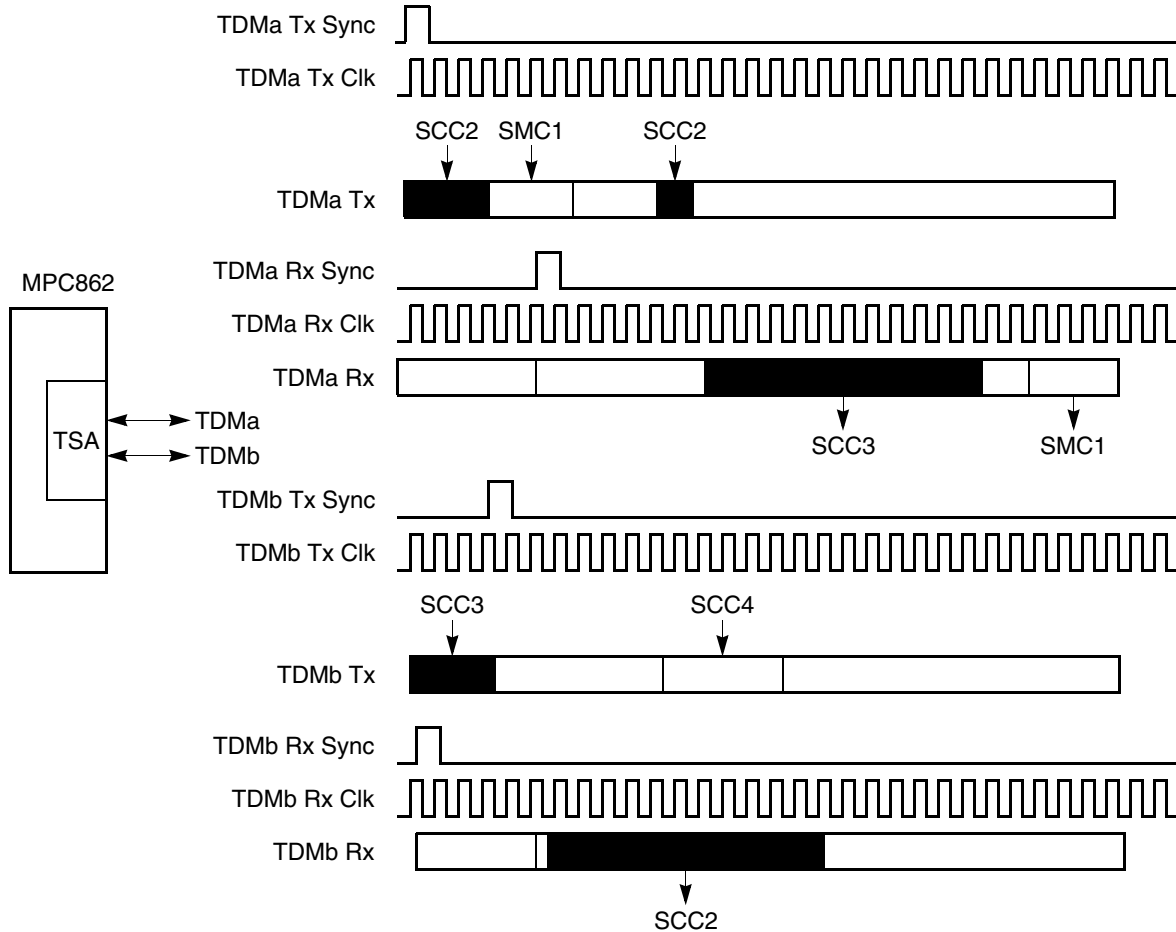 TDMa Tx Sync
TDMa Tx Clk
SCC2 SMC1 SCC2
TDMa Tx
TDMa Rx Sync
MPC862
TDMa Rx Clk
TDMa Rx
TSA
TDMa
TDMb
SCC3 SMC1
TDMb Tx Sync
TDMb Tx Clk
SCC3 SCC4
TDMb Tx
TDMb Rx Sync
TDMb Rx Clk
TDMb Rx
SCC2